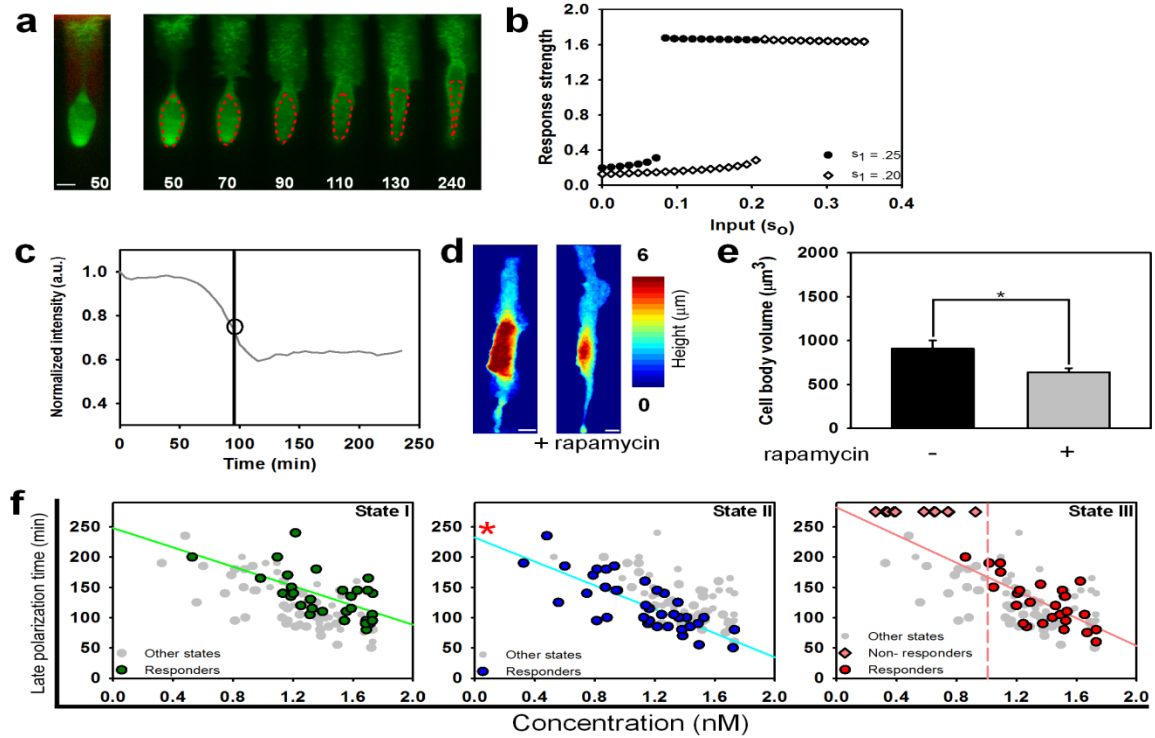 a
50
50 70 90 110 130 240
b
Response strength
1.6
1.2
0.8
0.4
0.0
s1 = .25
s1 = .20
0.0 0.1 0.2 0.3 0.4
Input (so)
c
Normalized intensity (a.u.)
1.0
0.8
0.6
0.4
0 50 100 150 200 250
Time (min)
d
6
Height (μm)
0
+ rapamycin
e
Cell body volume (μm3)
2000
1500
1000
500
0
*
rapamycin - +
f
Late polarization time (min)
250
200
150
100
50
0
State I
Other states
Responders
0.0 0.4 0.8 1.2 1.6 2.0
250
200
150
100
50
0
*
State II
Other states
Responders
0.0 0.4 0.8 1.2 1.6 2.0
250
200
150
100
50
0
State III
Other states
Non- responders
Responders
0.0 0.4 0.8 1.2 1.6 2.0
Concentration (nM)